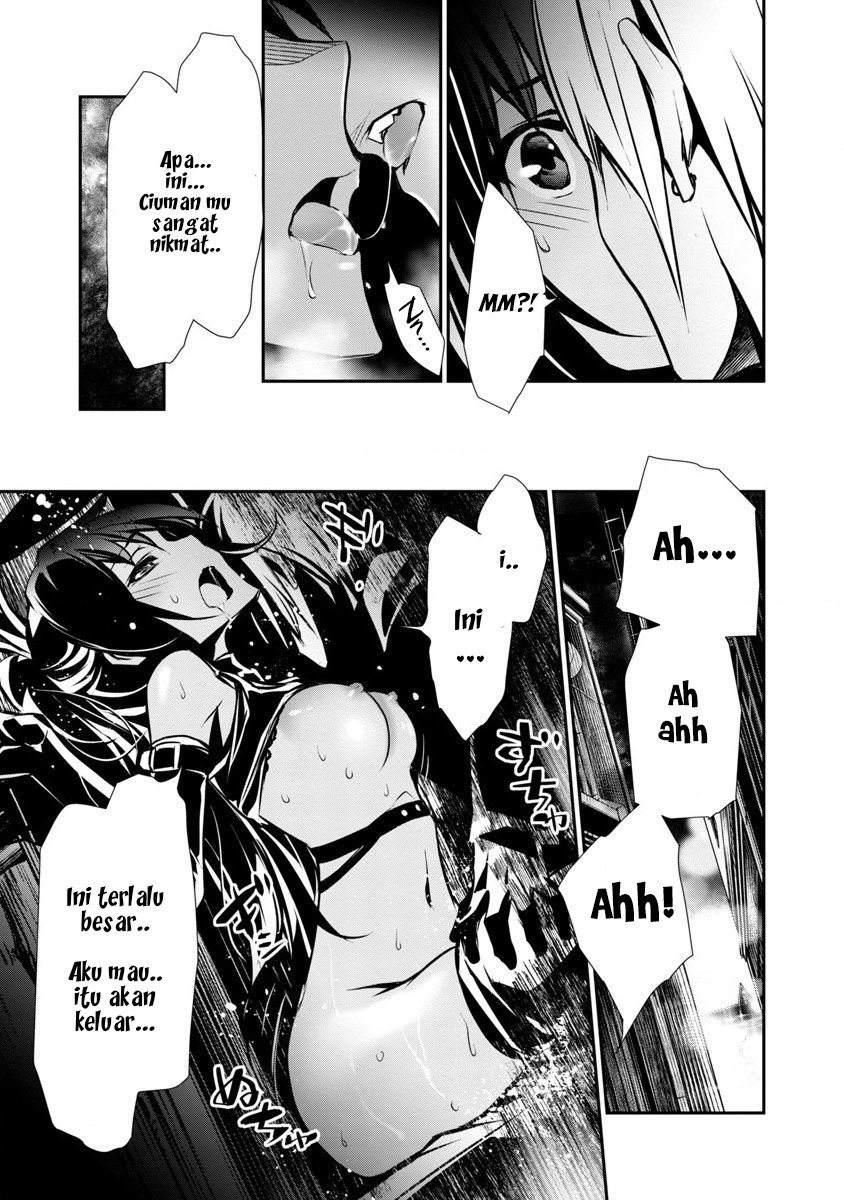 MM?!
Nn...
Apa...
ini...
Ciuman mu
sangat
nikmat..
Ah...
Ah
ahh
Ahh!
i..
Ini
...
Ini terlalu
besar..
Aku mau..
itu akan
keluar...